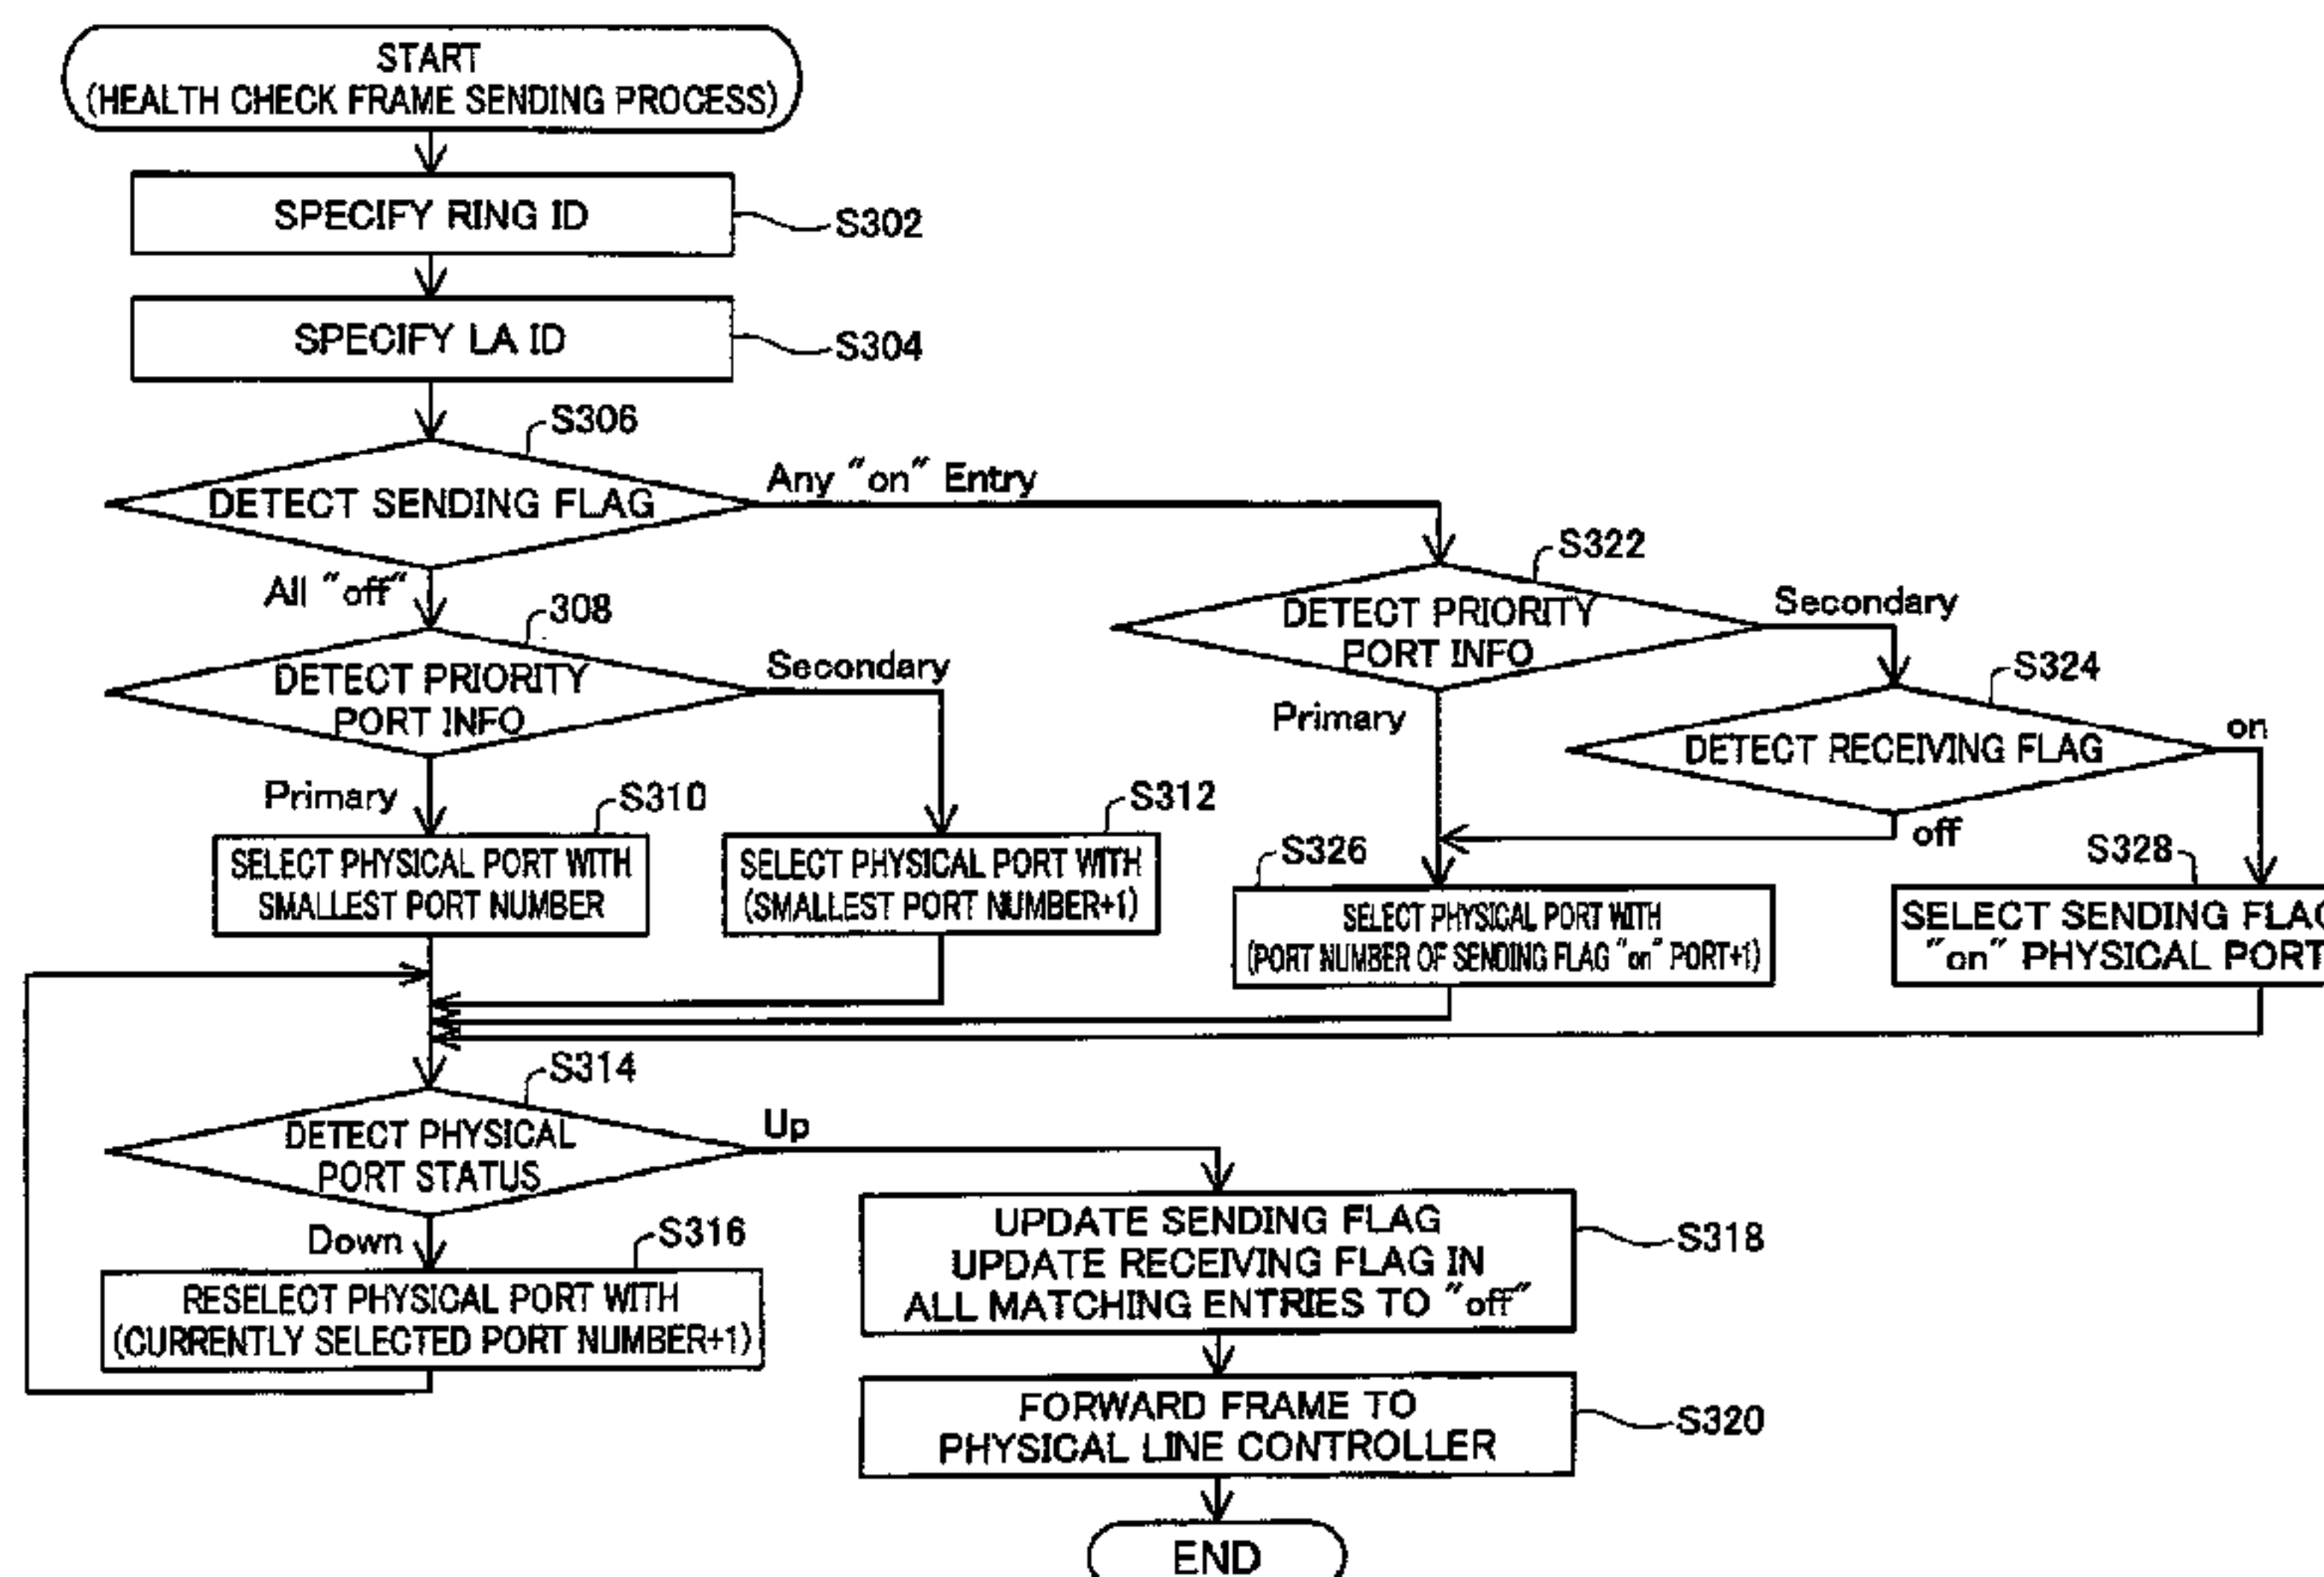 START
(HEALTH CHECK FRAME SENDING PROCESS)
SPECIFY RING ID
S302
SPECIFY LA ID
S304
S306
DETECT SENDING FLAG
Any "on" Entry
All "off"
308
DETECT PRIORITY
PORT INFO
Secondary
Primary
S310
SELECT PHYSICAL PORT WITH
SMALLEST PORT NUMBER
S312
SELECT PHYSICAL PORT WITH
(SMALLEST PORT NUMBER+1)
S322
DETECT PRIORITY
PORT INFO
Secondary
Primary
S324
DETECT RECEIVING FLAG
on
off
S326
SELECT PHYSICAL PORT WITH
(PORT NUMBER OF SENDING FLAG "on" PORT+1)
S328
SELECT SENDING FLAG
"on" PHYSICAL PORT
S314
DETECT PHYSICAL
PORT STATUS
Up
Down
S316
RESELECT PHYSICAL PORT WITH
(CURRENTLY SELECTED PORT NUMBER+1)
UPDATE SENDING FLAG
UPDATE RECEIVING FLAG IN
ALL MATCHING ENTRIES TO "off"
S318
FORWARD FRAME TO
PHYSICAL LINE CONTROLLER
S320
END